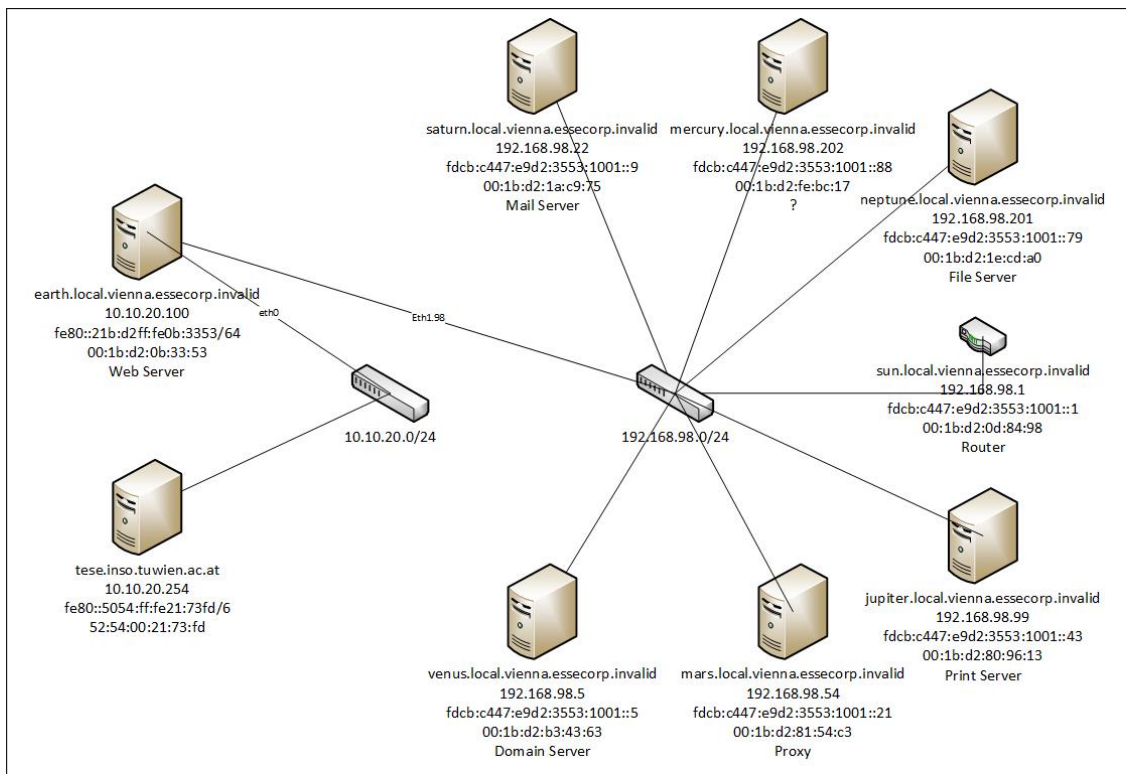 saturn.local.vienna.essecorp.invalid
192.168.98.22
fdcb:c447:e9d2:3553:1001::9
00:1b:d2:1a:c9:75
Mail Server
mercury.local.vienna.essecorp.invalid
192.168.98.202
fdcb:c447:e9d2:3553:1001::88
00:1b:d2:fe:bc:17
?
neptune.local.vienna.essecorp.invalid
192.168.98.201
fdcb:c447:e9d2:3553:1001::79
00:1b:d2:1e:cd:a0
File Server
earth.local.vienna.essecorp.invalid
10.10.20.100
fe80::21b:d2ff:fe0b:3353/64
00:1b:d2:0b:33:53
Web Server
eth0
Eth1.98
10.10.20.0/24
192.168.98.0/24
sun.local.vienna.essecorp.invalid
192.168.98.1
fdcb:c447:e9d2:3553:1001::1
00:1b:d2:0d:84:98
Router
tese.inso.tuwien.ac.at
10.10.20.254
fe80::5054:ff:fe21:73fd/6
52:54:00:21:73:fd
venus.local.vienna.essecorp.invalid
192.168.98.5
fdcb:c447:e9d2:3553:1001::5
00:1b:d2:b3:43:63
Domain Server
mars.local.vienna.essecorp.invalid
192.168.98.54
fdcb:c447:e9d2:3553:1001::21
00:1b:d2:81:54:c3
Proxy
jupiter.local.vienna.essecorp.invalid
192.168.98.99
fdcb:c447:e9d2:3553:1001::43
00:1b:d2:80:96:13
Print Server